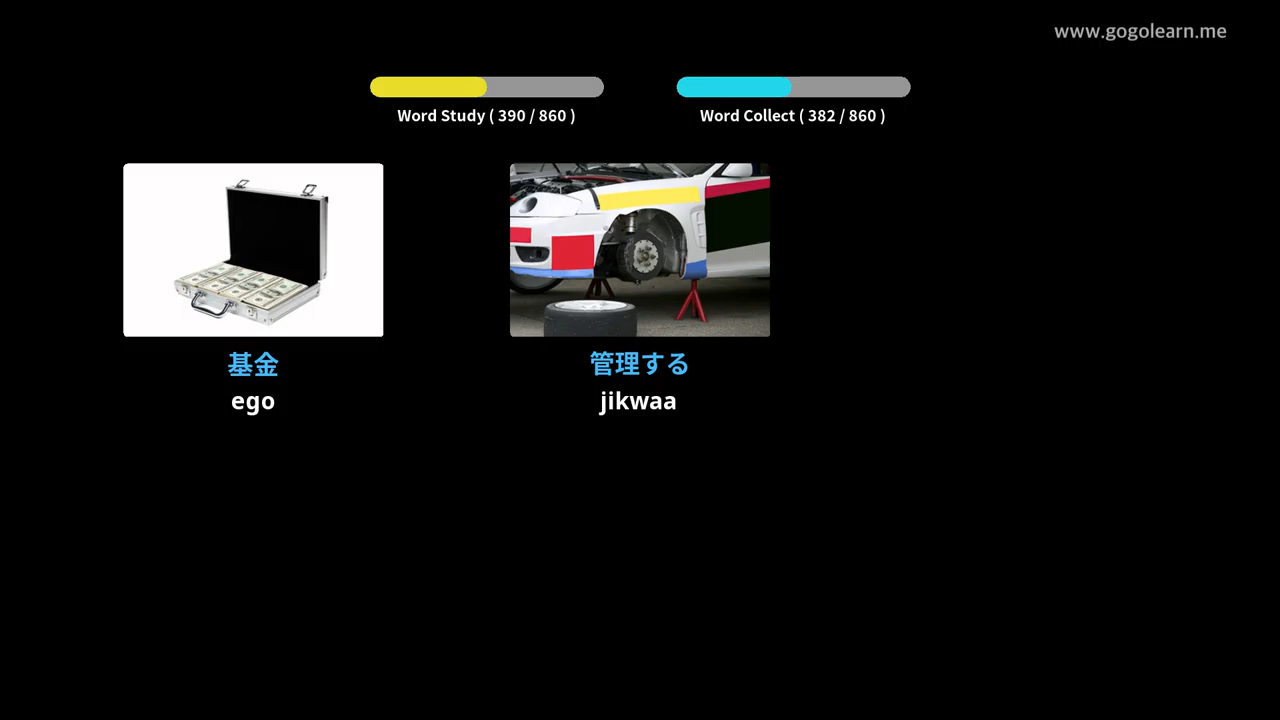 www.gogolearn.me
Word Study ( 390 / 860 )
Word Collect ( 382 / 860 )
基金
ego
管理する
jikwaa